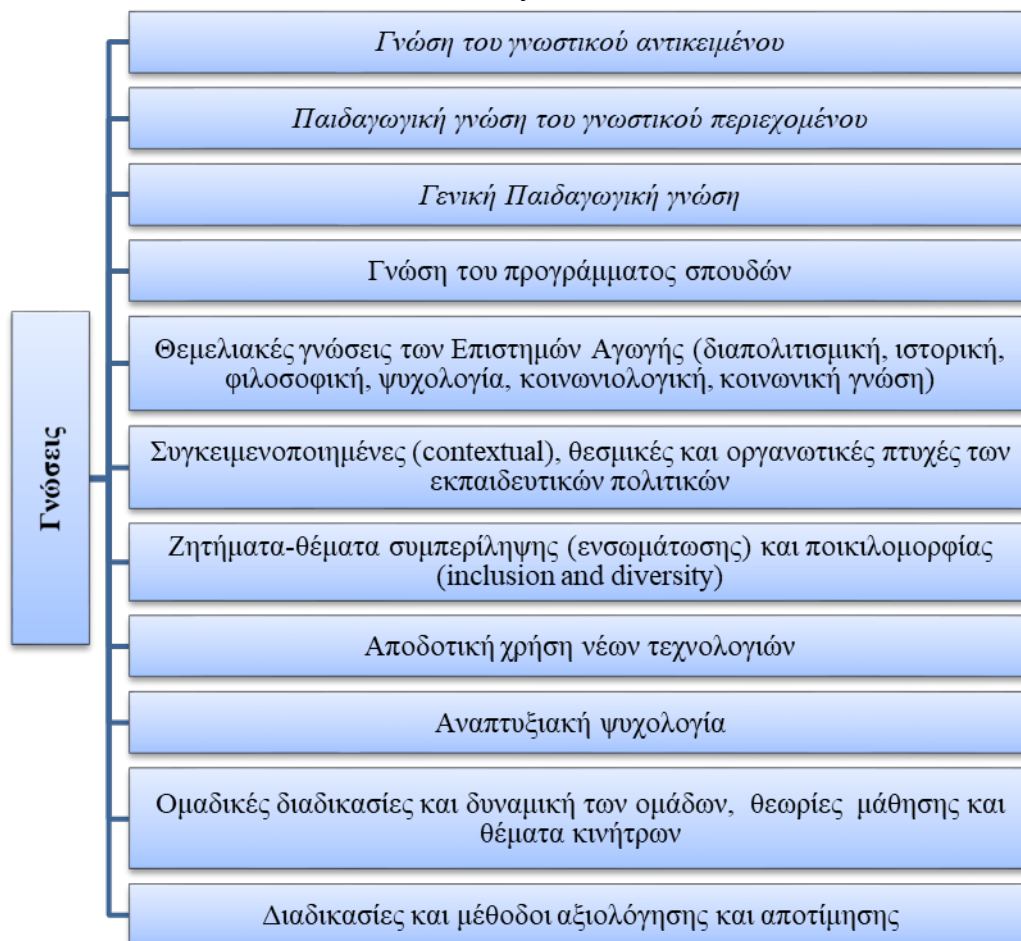 Γνώση του γνωστικού αντικειμένου
Παιδαγωγική γνώση του γνωστικού περιεχομένου
Γενική Παιδαγωγική γνώση
Γνώση του προγράμματος σπουδών
Γνώσεις
Θεμελιακές γνώσεις των Επιστημών Αγωγής (διαπολιτισμική, ιστορική,
φιλοσοφική, ψυχολογία, κοινωνιολογική, κοινωνική γνώση)
Συγκειμενοποιημένες (contextual), θεσμικές και οργανωτικές πτυχές των
εκπαιδευτικών πολιτικών
Ζητήματα-θέματα συμπερίληψης (ενσωμάτωσης) και ποικιλομορφίας
(inclusion and diversity)
Αποδοτική χρήση νέων τεχνολογιών
Αναπτυξιακή ψυχολογία
Ομαδικές διαδικασίες και δυναμική των ομάδων, θεωρίες μάθησης και
θέματα κινήτρων
Διαδικασίες και μέθοδοι αξιολόγησης και αποτίμησης